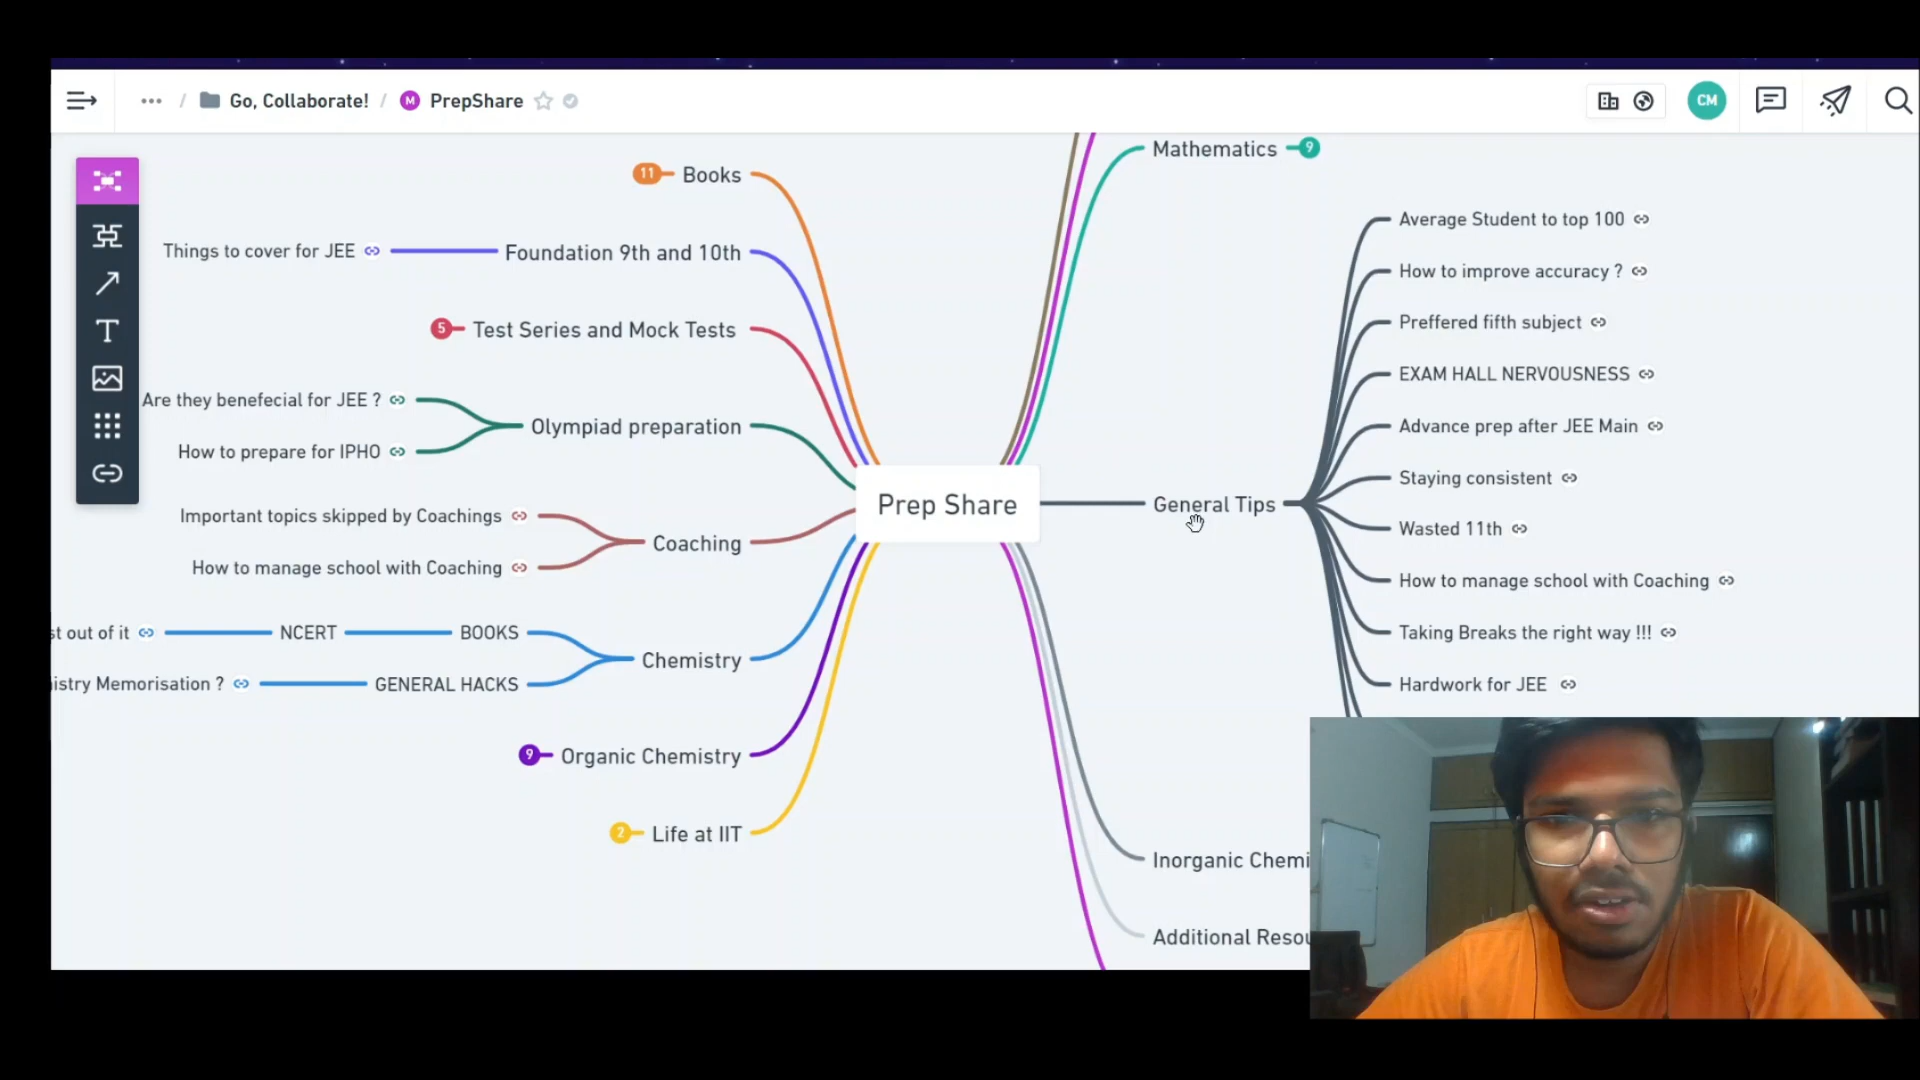 Go, Collaborate! / M PrepShare
CM
Mathematics 9
11 Books
Average Student to top 100
Things to cover for JEE
Foundation 9th and 10th
How to improve accuracy ?
Preffered fifth subject
5 Test Series and Mock Tests
EXAM HALL NERVOUSNESS
Are they benefecial for JEE ?
Olympiad preparation
Advance prep after JEE Main
How to prepare for IPHO
Staying consistent
Prep Share
General Tips
Important topics skipped by Coachings
Wasted 11th
Coaching
How to manage school with Coaching
How to manage school with Coaching
st out of it
NCERT
BOOKS
Taking Breaks the right way !!!
Chemistry
istry Memorisation ?
GENERAL HACKS
Hardwork for JEE
9 Organic Chemistry
2 Life at IIT
Inorganic Chemi
Additional Resou